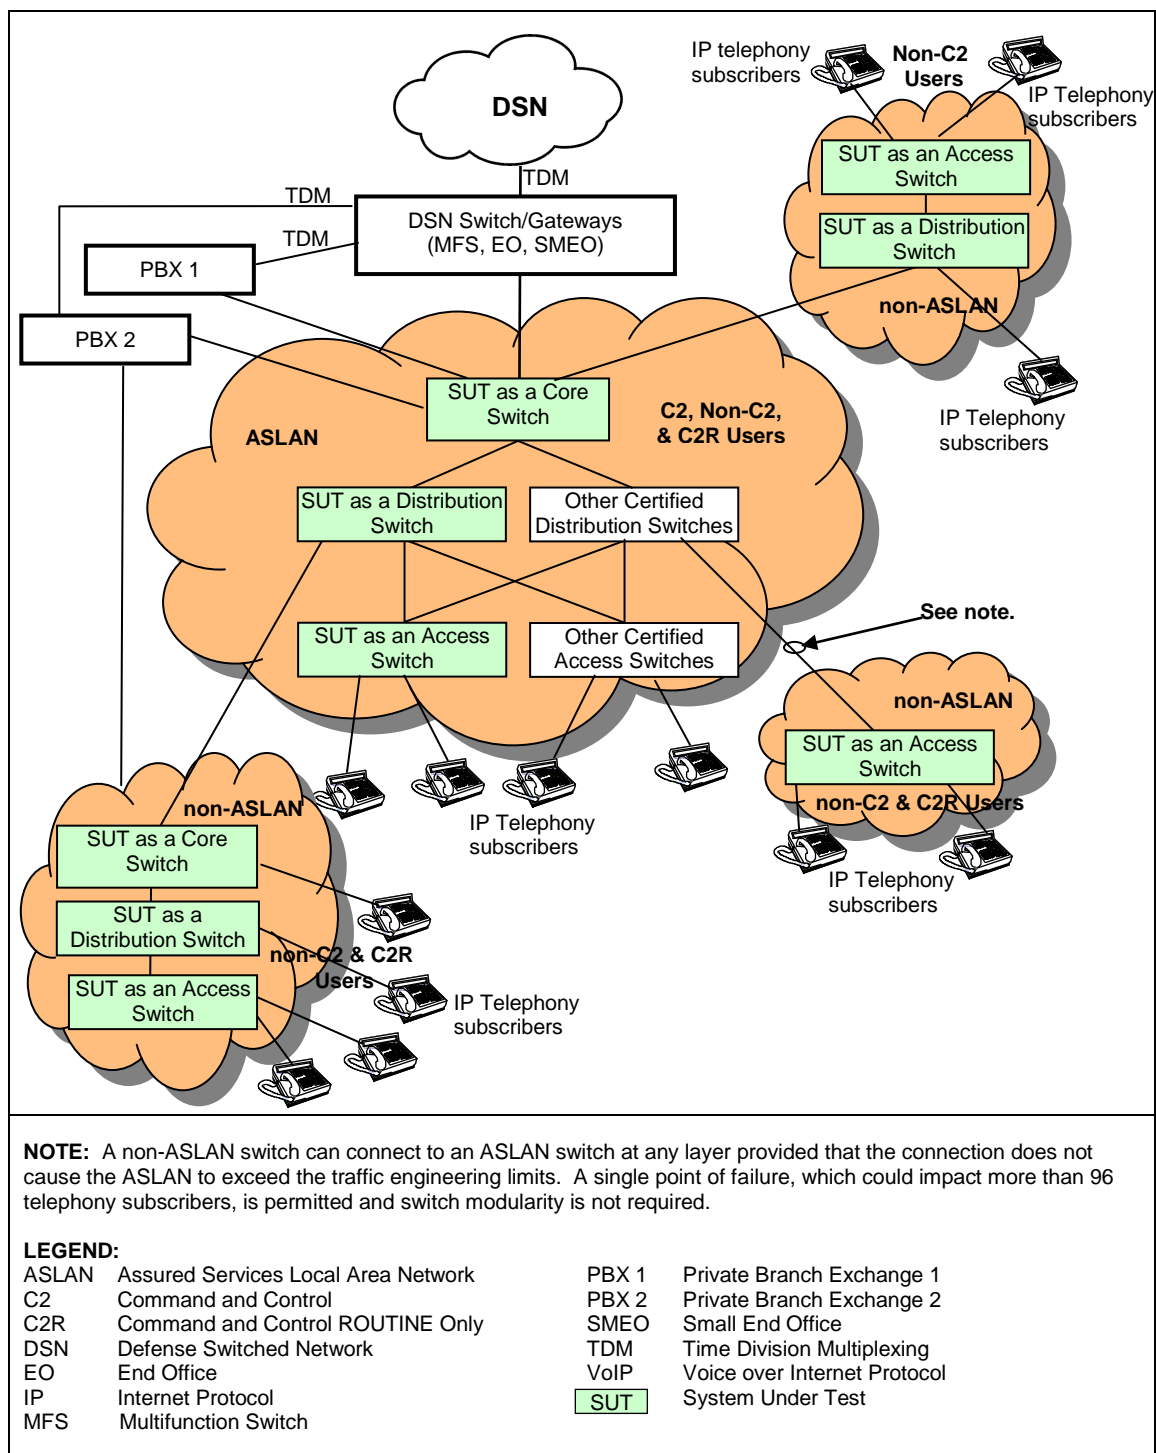 DSN
TDM
DSN Switch/Gateways
(MFS, EO, SMEO)
TDM
TDM
PBX 1
PBX 2
IP telephony
subscribers
Non-C2
Users
IP Telephony
subscribers
SUT as an Access
Switch
SUT as a Distribution
Switch
non-ASLAN
IP Telephony
subscribers
SUT as a Core
Switch
ASLAN
C2, Non-C2,
& C2R Users
SUT as a Distribution
Switch
Other Certified
Distribution Switches
SUT as an Access
Switch
Other Certified
Access Switches
See note.
non-ASLAN
SUT as an Access
Switch
non-C2 & C2R Users
IP Telephony
subscribers
IP Telephony
subscribers
non-ASLAN
SUT as a Core
Switch
SUT as a
Distribution Switch
non-C2 & C2R
Users
SUT as an Access
Switch
IP Telephony
subscribers
NOTE: A non-ASLAN switch can connect to an ASLAN switch at any layer provided that the connection does not
cause the ASLAN to exceed the traffic engineering limits. A single point of failure, which could impact more than 96
telephony subscribers, is permitted and switch modularity is not required.
LEGEND:
ASLAN Assured Services Local Area Network
C2 Command and Control
C2R Command and Control ROUTINE Only
DSN Defense Switched Network
EO End Office
IP Internet Protocol
MFS Multifunction Switch
PBX 1 Private Branch Exchange 1
PBX 2 Private Branch Exchange 2
SMEO Small End Office
TDM Time Division Multiplexing
VoIP Voice over Internet Protocol
SUT System Under Test